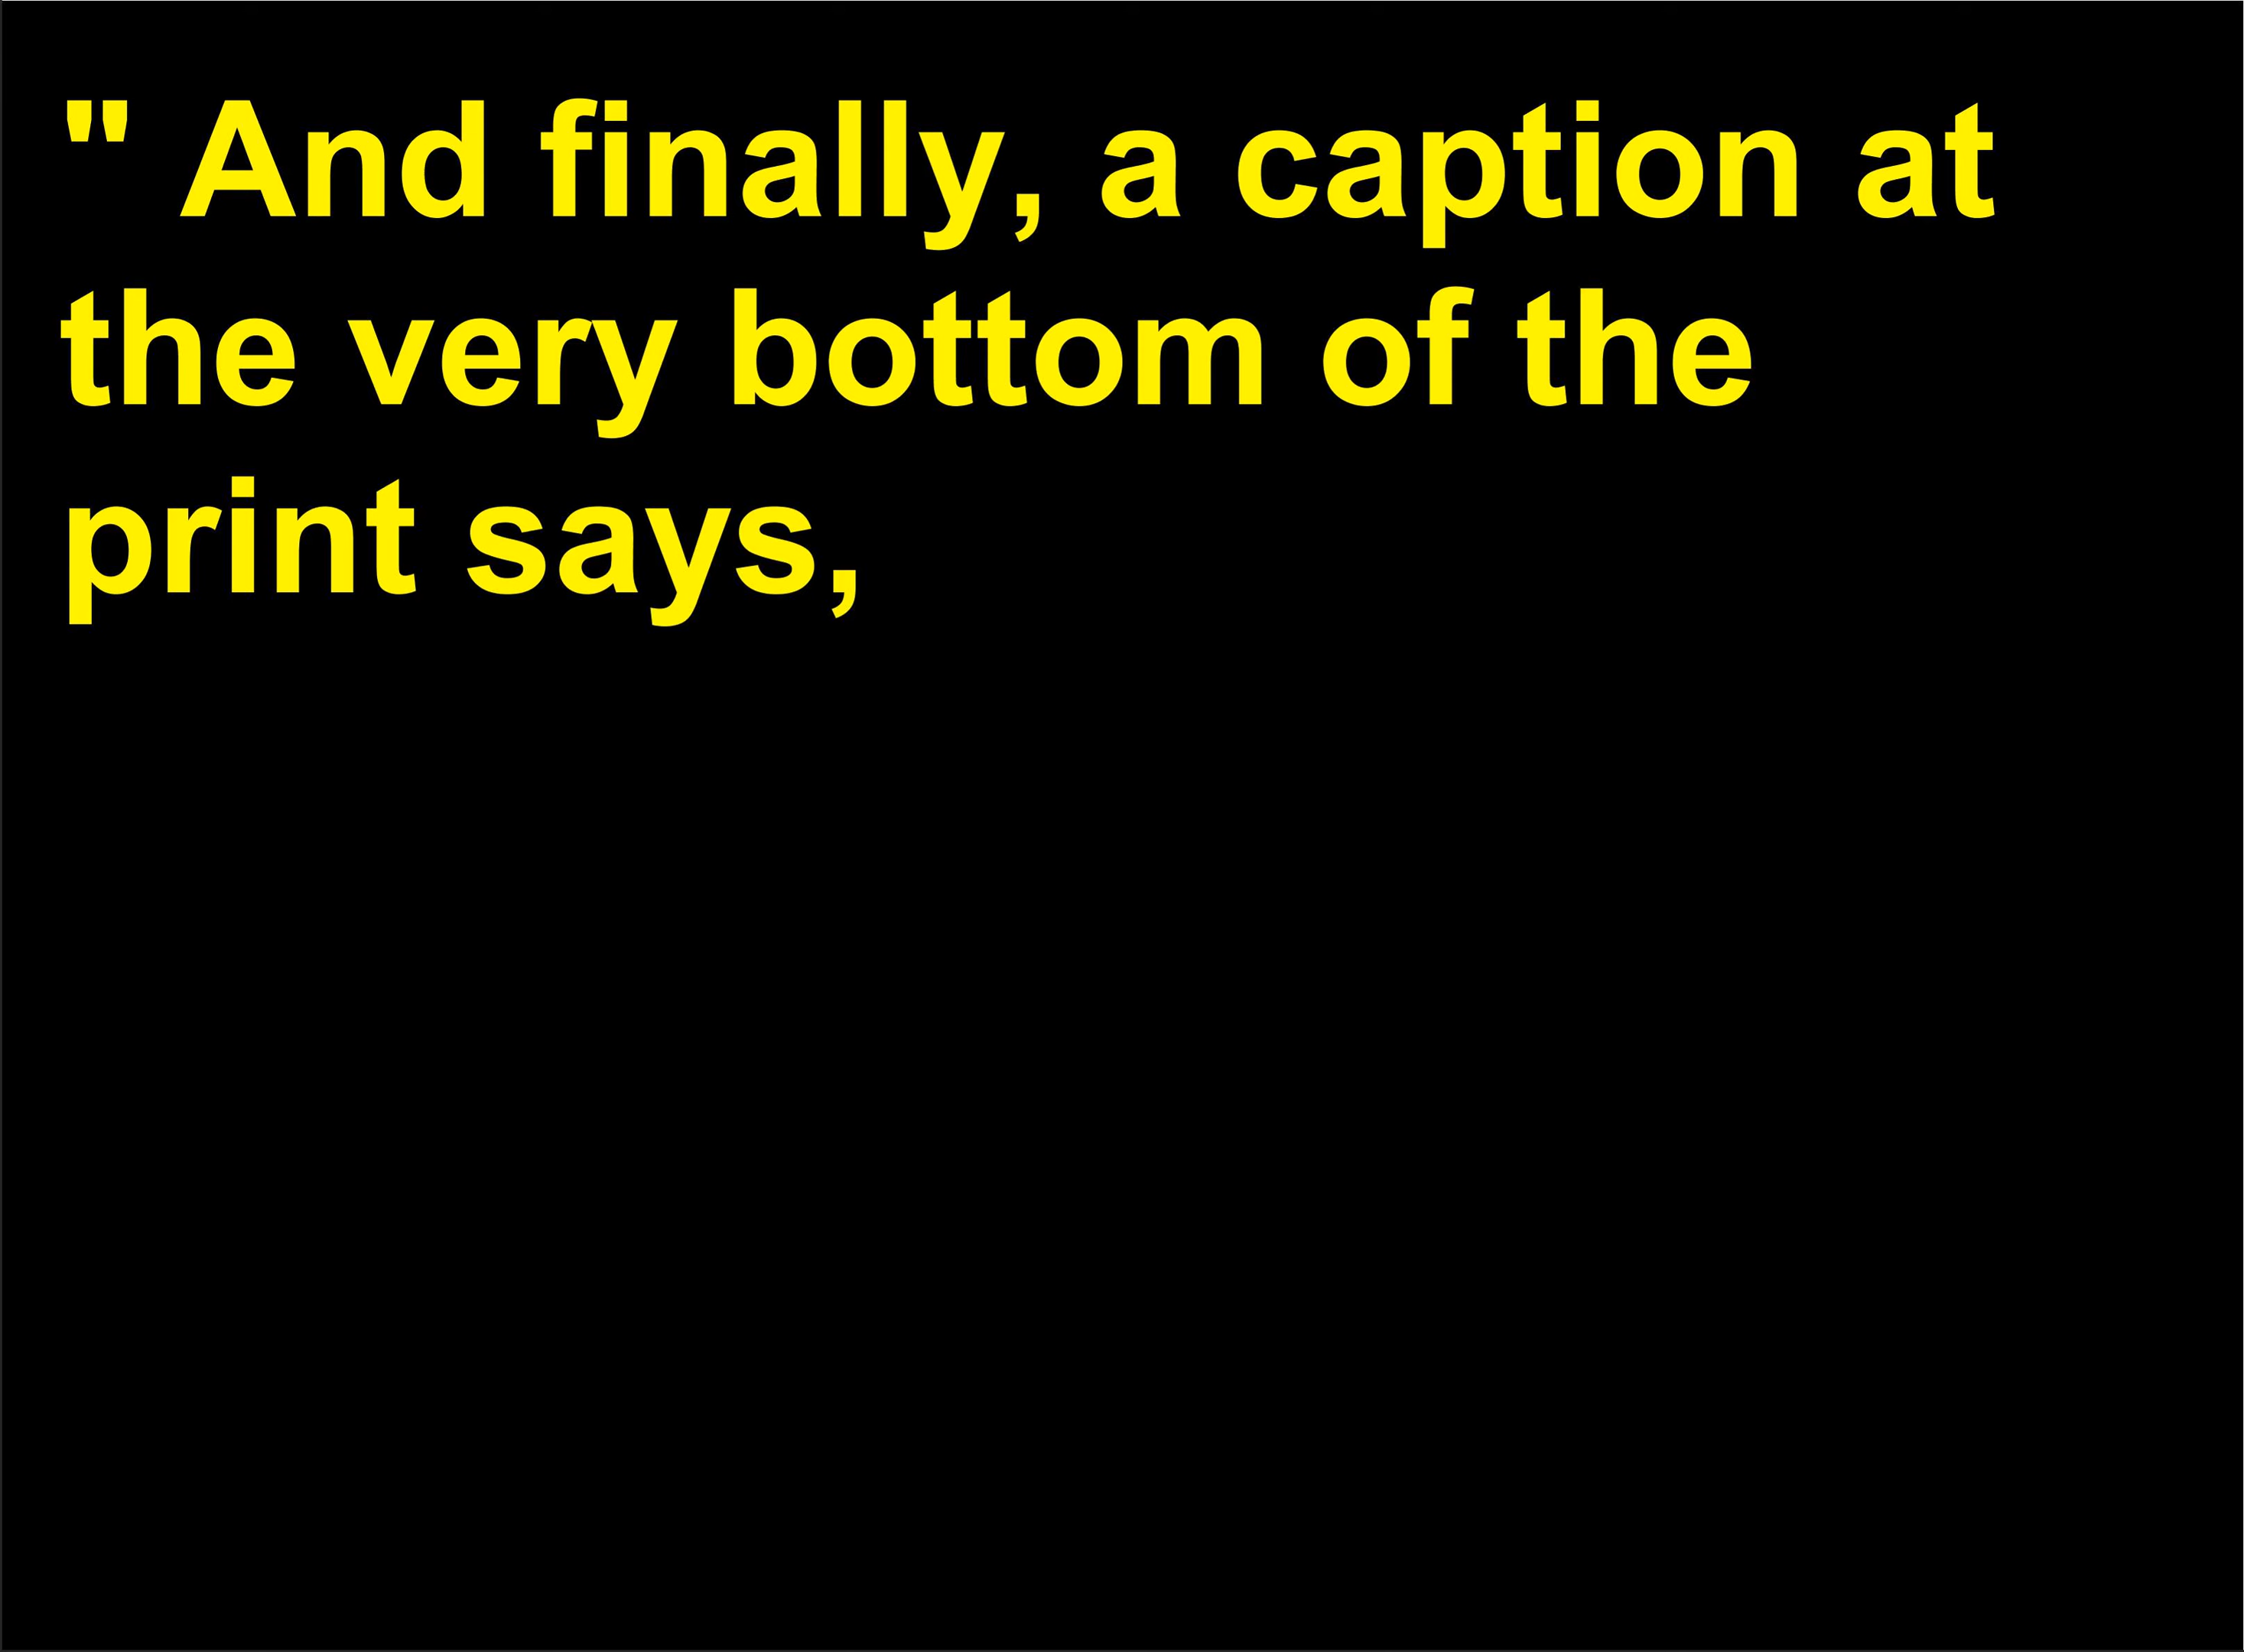 " And finally, a caption at
the very bottom of the
print says,